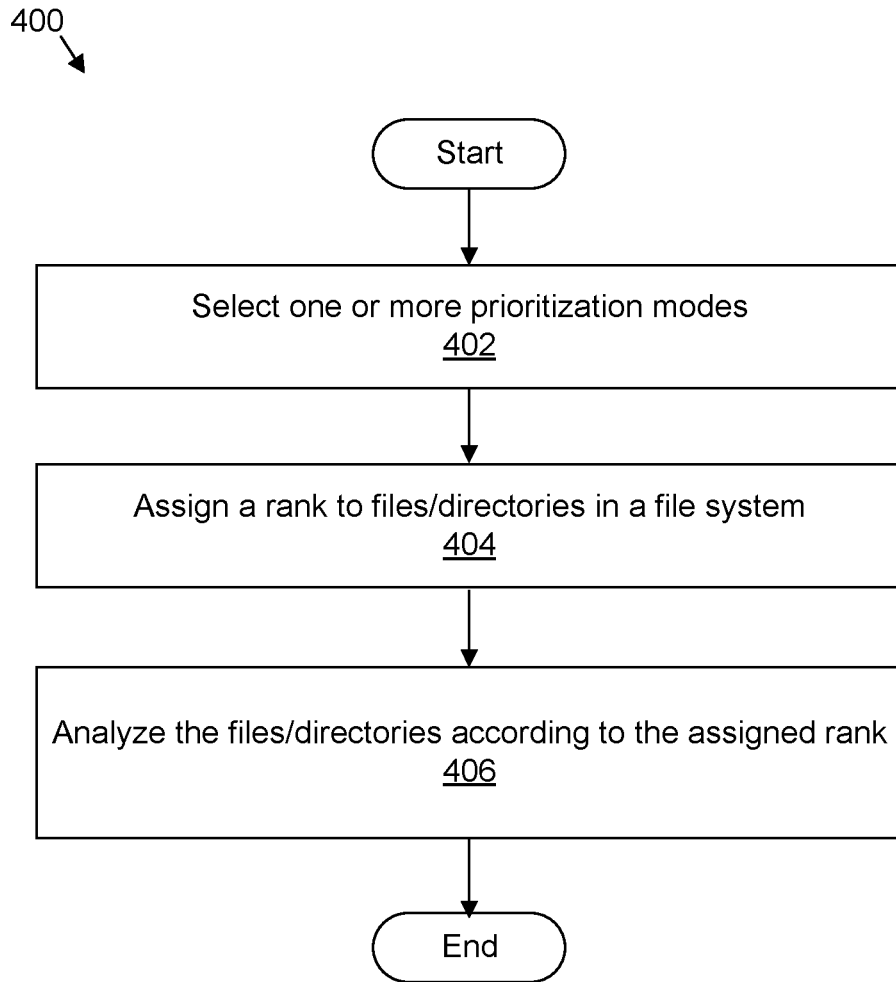 400
Start
Select one or more prioritization modes
402
Assign a rank to files/directories in a file system
404
Analyze the files/directories according to the assigned rank
406
End